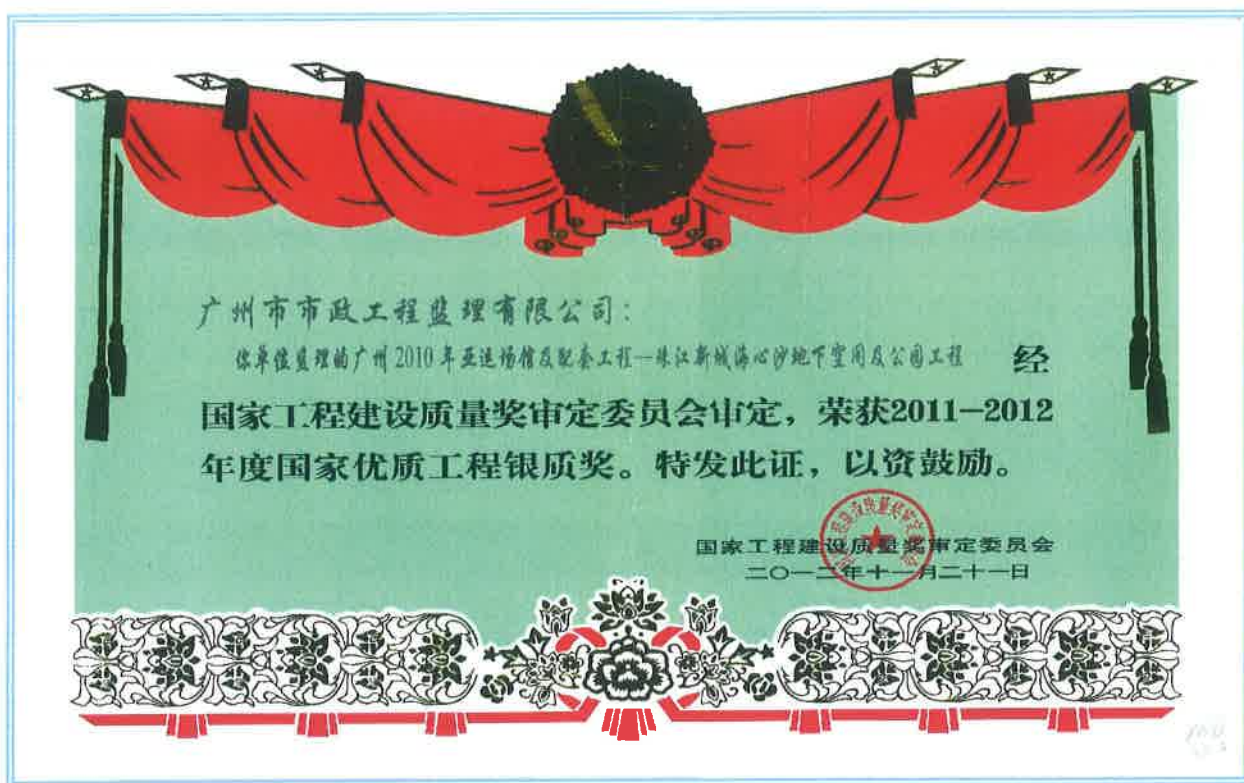 广州市市政工程监理有限公司：
你单位监理的广州2010年亚运场馆及配套工程—珠江新城海心沙地下空间及公园工程 经
国家工程建设质量奖审定委员会审定，荣获2011—2012
年度国家优质工程银质奖。特发此证，以资鼓励。
国家工程建设质量奖审定委员会
二〇一二年十一月二十一日